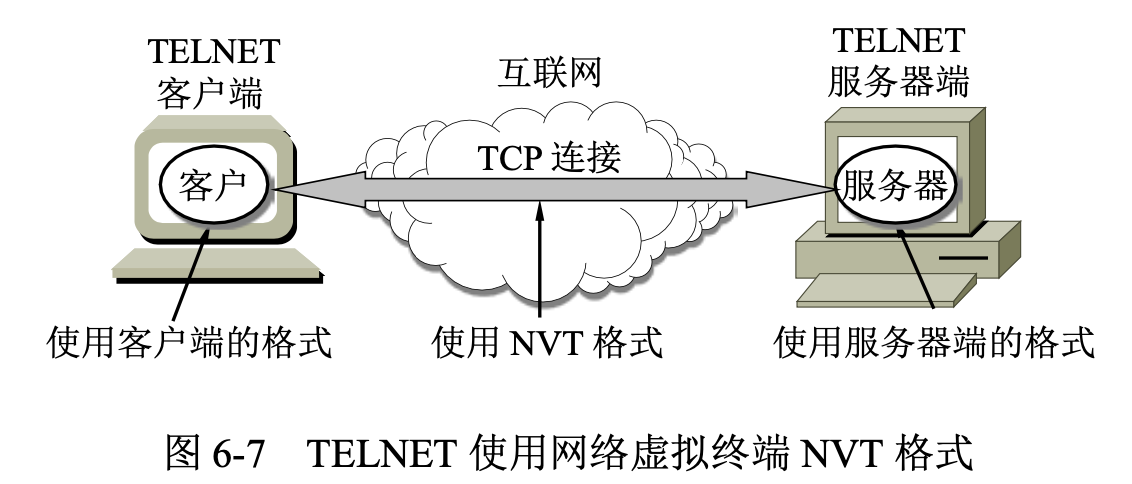 TELNET
客户端
互联网
TELNET
服务器端
TCP 连接
客户
服务器
使用客户端的格式
使用 NVT 格式
使用服务器端的格式
图 6-7 TELNET 使用网络虚拟终端 NVT 格式